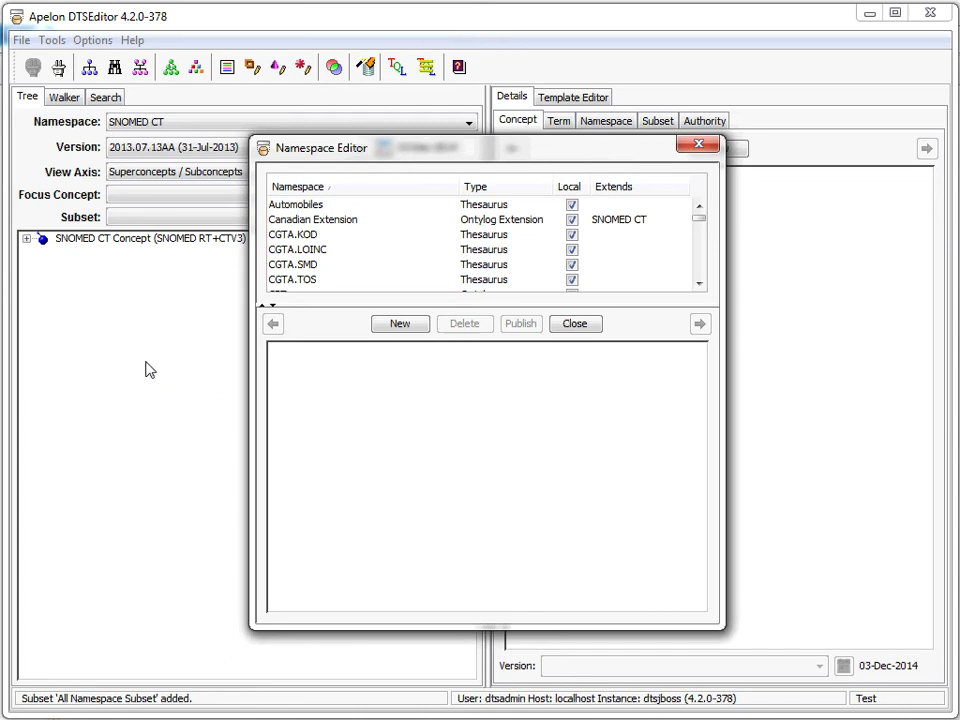 Apelon DTSEditor 4.2.0-378
File Tools Options Help
Tree Walker Search
Details Template Editor
Namespace: SNOMED CT
Concept Term Namespace Subset Authority
Version: 2013.07.13AA (31-Jul-2013)
View Axis: Superconcepts / Subconcepts
Focus Concept:
Subset:
SNOMED CT Concept (SNOMED RT+CTV3)
Namespace Editor
Namespace Type Local Extends
Automobiles Thesaurus
Canadian Extension Ontylog Extension SNOMED CT
CGTA.KOD Thesaurus
CGTA.LOINC Thesaurus
CGTA.SMD Thesaurus
CGTA.TOS Thesaurus
New Delete Publish Close
Version: 03-Dec-2014
Subset 'All Namespace Subset' added. User: dtsadmin Host: localhost Instance: dtsjboss (4.2.0-378) Test